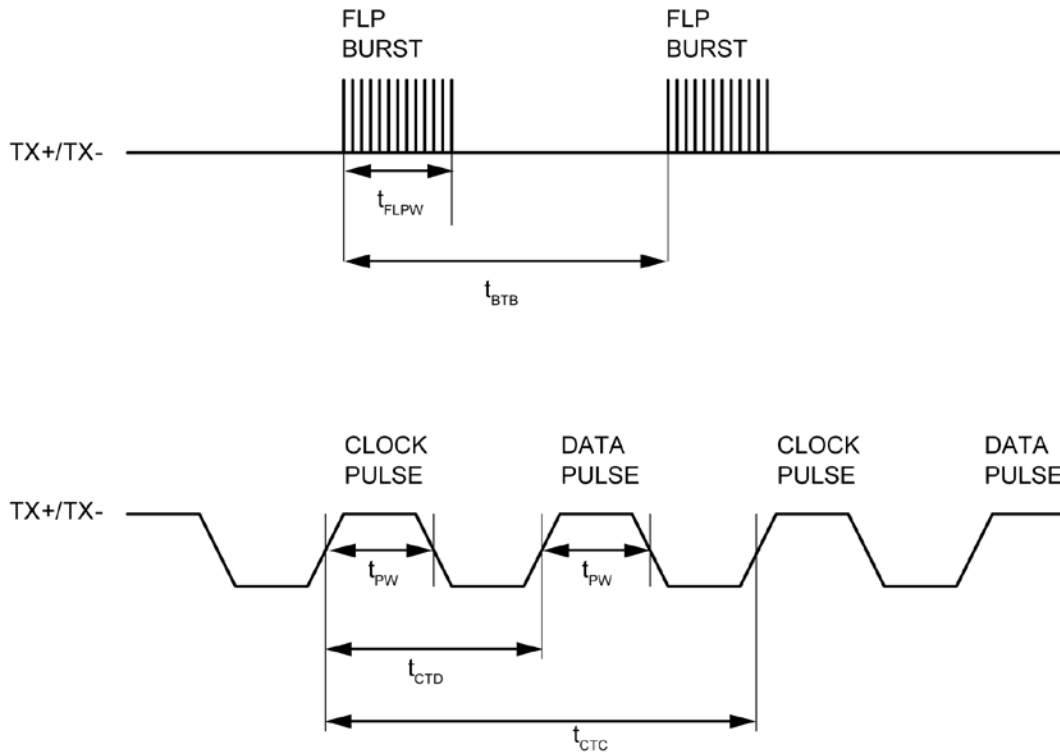 FLP
BURST
FLP
BURST
TX+/TX-
tFLPW
tBTB
CLOCK
PULSE
DATA
PULSE
CLOCK
PULSE
DATA
PULSE
TX+/TX-
tPW
tPW
tCTD
tCTC